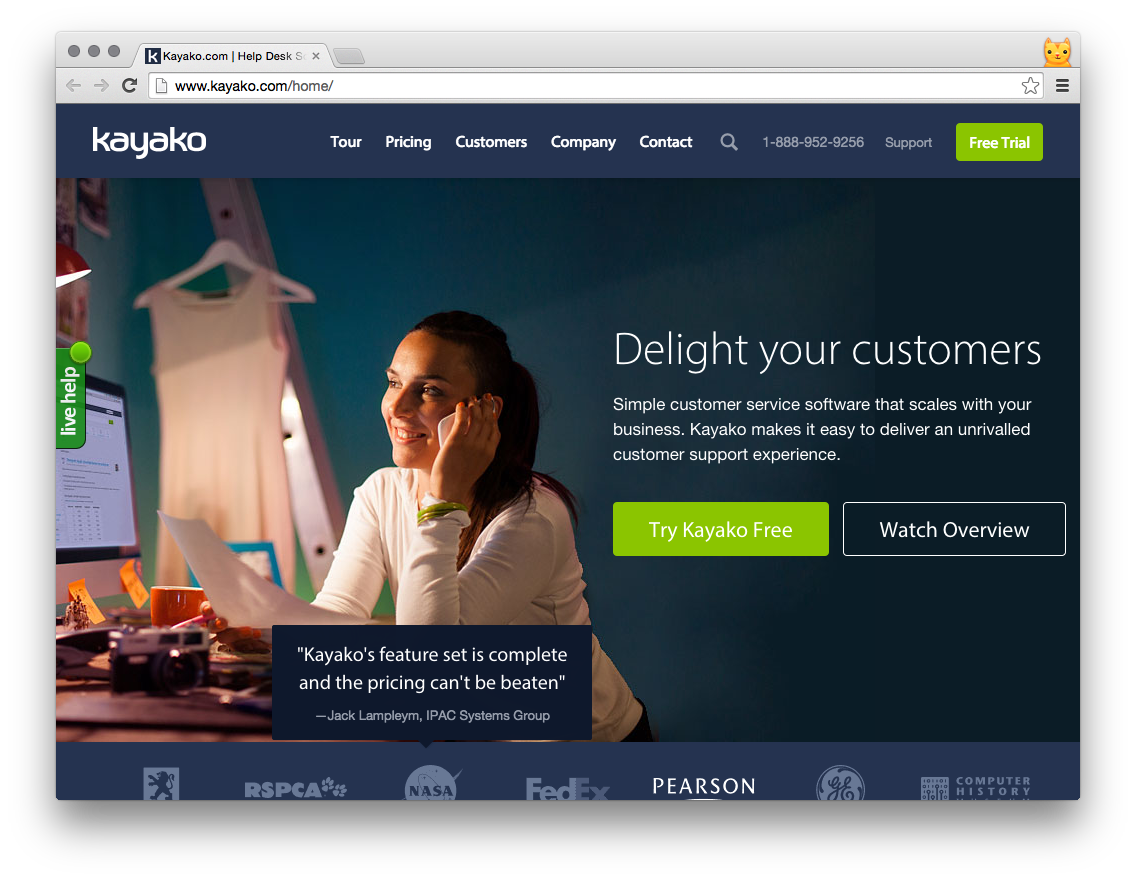 Kayako.com | Help Desk So
www.kayako.com/home/
kayako
Tour
Pricing
Customers
Company
Contact
1-888-952-9256
Support
Free Trial
live help
Delight your customers
Simple customer service software that scales with your
business. Kayako makes it easy to deliver an unrivalled
customer support experience.
Try Kayako Free
Watch Overview
"Kayako's feature set is complete
and the pricing can't be beaten"
—Jack Lampleym, IPAC Systems Group
RSPCA
NASA
FedEx
PEARSON
GE
COMPUTER
HISTORY